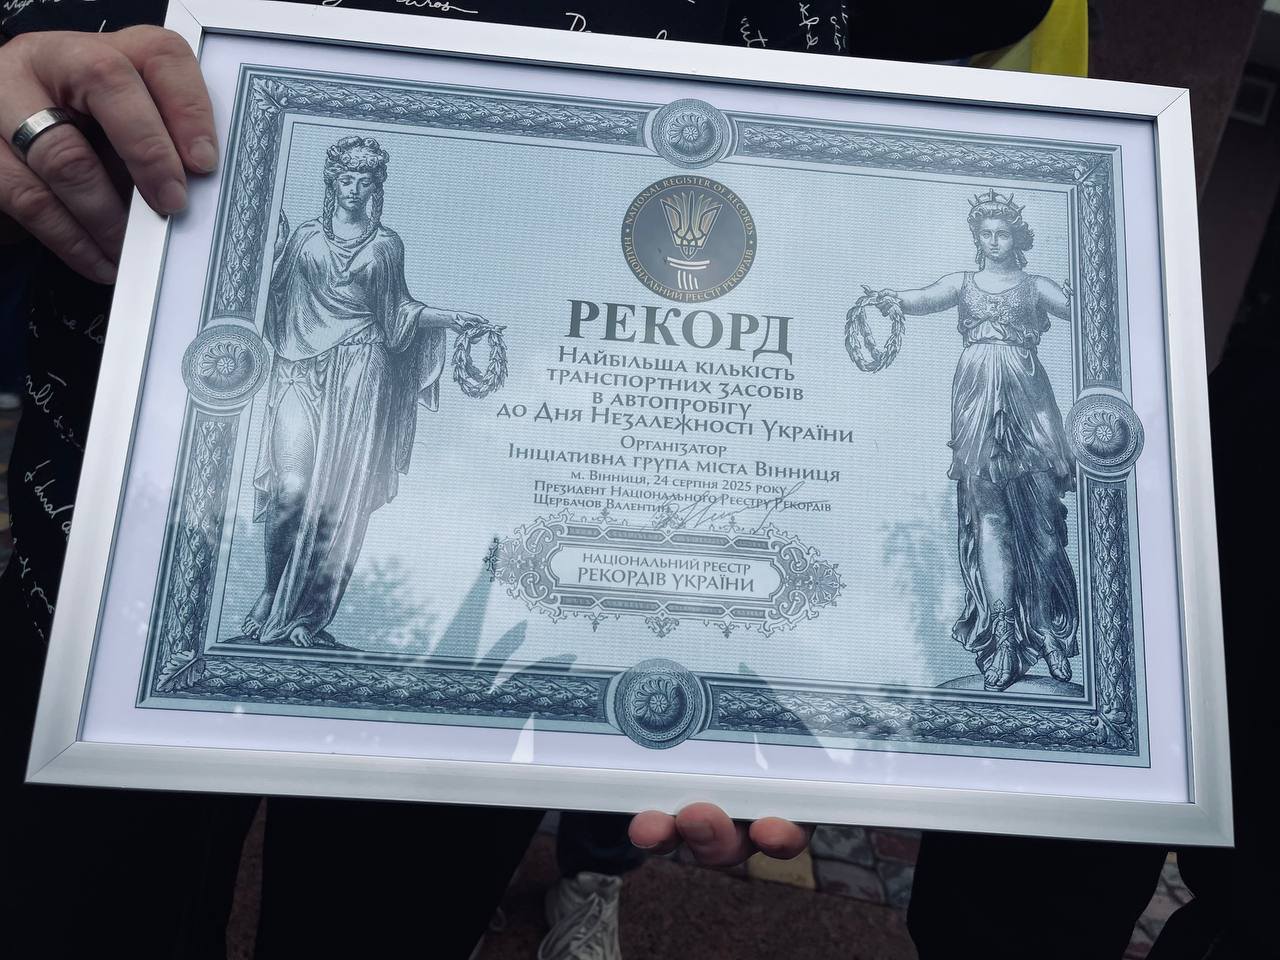 NATIONAL REGISTER OF RECORDS
НАЦІОНАЛЬНИЙ РЕЄСТР РЕКОРДІВ
РЕКОРД
Найбільша кількість
транспортних засобів
в автопробігу
до Дня Незалежності України
Організатор
Ініціативна група міста Вінниця
м. Вінниця, 24 серпня 2025 року
Президент Національного Реєстру Рекордів
Щербачов Валентин
НАЦІОНАЛЬНИЙ РЕЄСТР
РЕКОРДІВ УКРАЇНИ